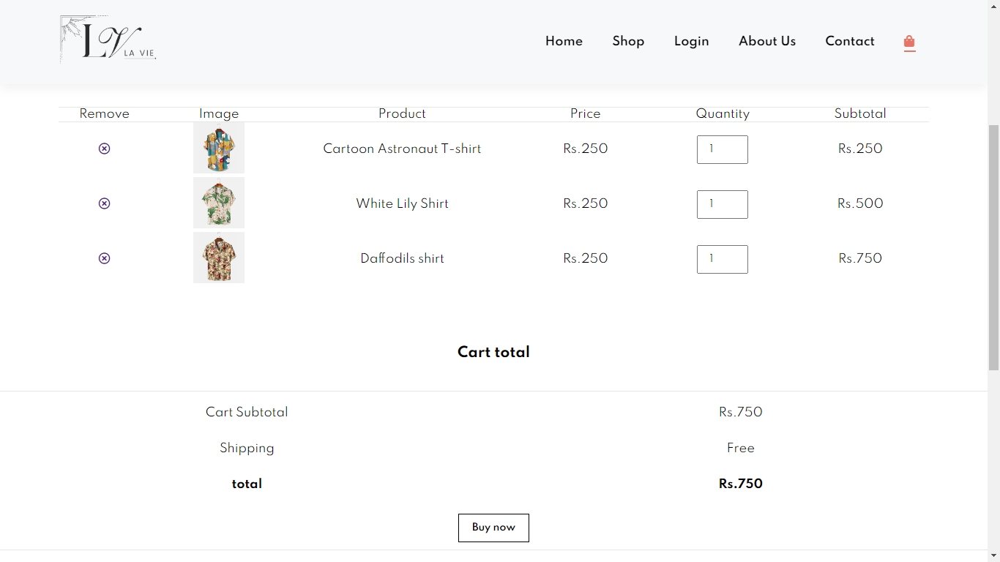 LV LA VIE
Home Shop Login About Us Contact
Remove Image Product Price Quantity Subtotal
Cartoon Astronaut T-shirt Rs.250 1 Rs.250
White Lily Shirt Rs.250 1 Rs.500
Daffodils shirt Rs.250 1 Rs.750
Cart total
Cart Subtotal Rs.750
Shipping Free
total Rs.750
Buy now